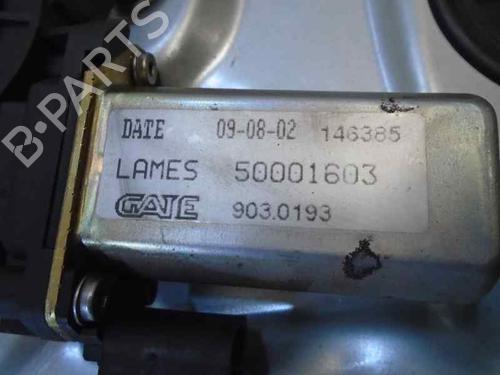 B-PARTS
DATE 09-08-02 146385
LAMES 50001603
GATE 903.0193